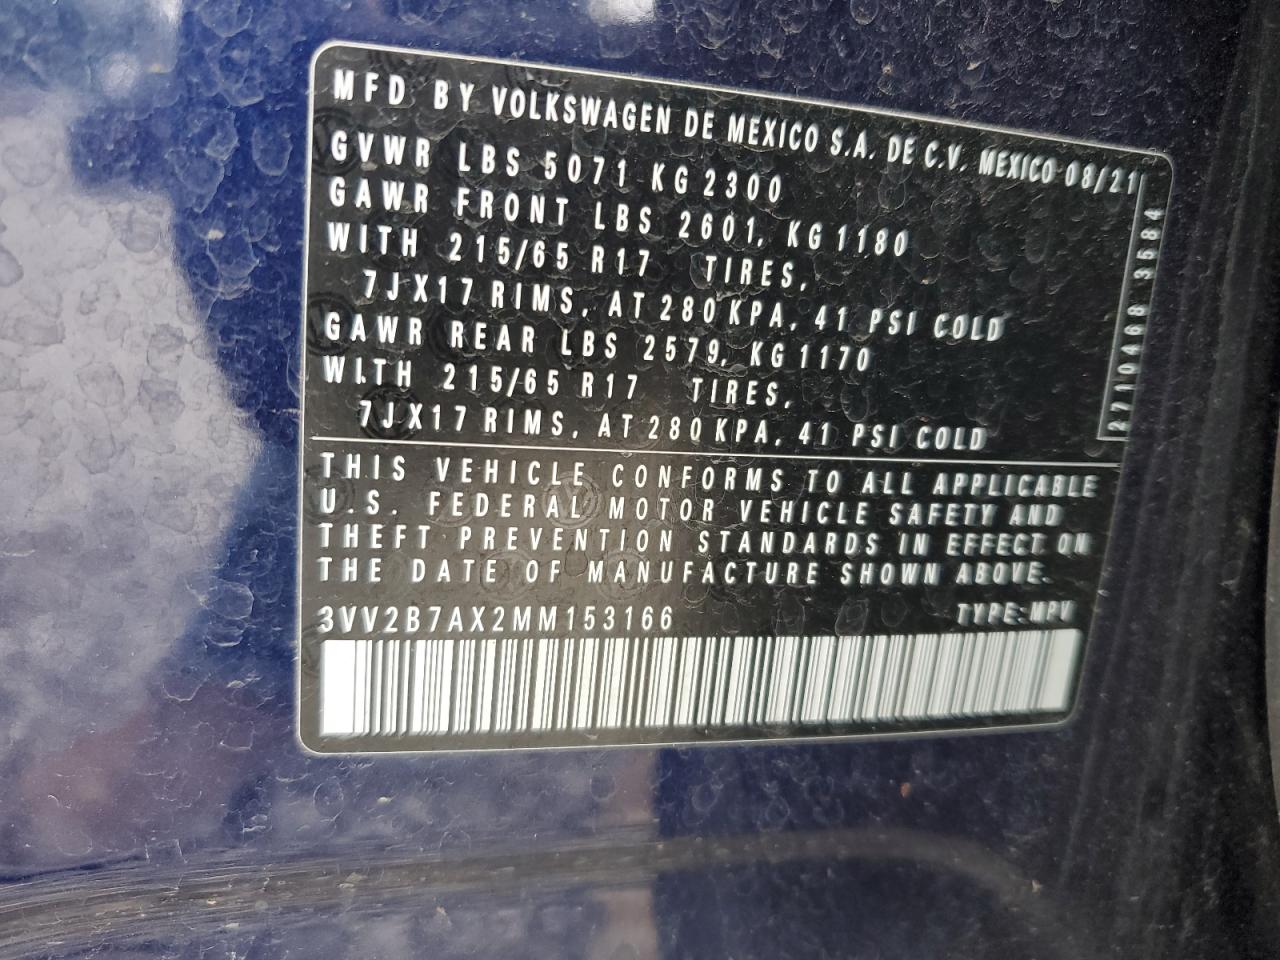 MFD BY VOLKSWAGEN DE MEXICO S.A. DE C.V. MEXICO 08/21
GVWR LBS 5071 KG 2300
GAWR FRONT LBS 2601, KG 1180
WITH 215/65 R17 TIRES,
7JX17 RIMS, AT 280 KPA, 41 PSI COLD
GAWR REAR LBS 2579, KG 1170
WITH 215/65 R17 TIRES,
7JX17 RIMS, AT 280 KPA, 41 PSI COLD
THIS VEHICLE CONFORMS TO ALL APPLICABLE
U.S. FEDERAL MOTOR VEHICLE SAFETY AND
THEFT PREVENTION STANDARDS IN EFFECT ON
THE DATE OF MANUFACTURE SHOWN ABOVE.
3VV2B7AX2MM153166 TYPE: MPV